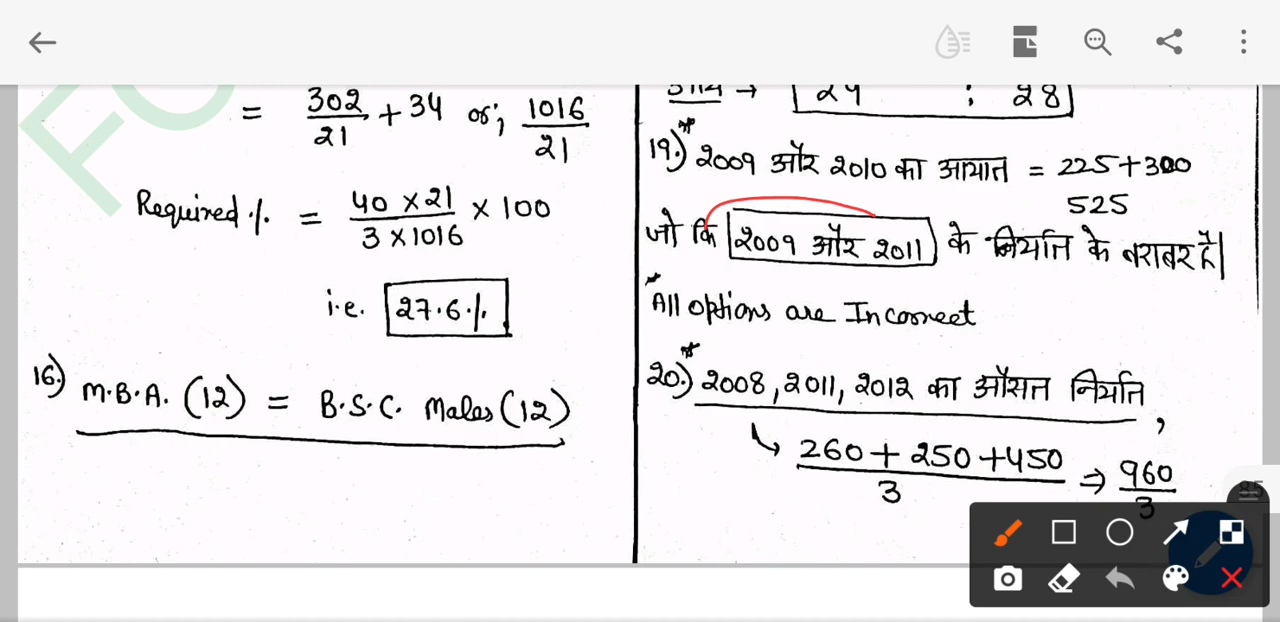 = 302/21 + 34 or; 1016/21
Required % = 40 × 21 / 3 × 1016 × 100
i.e. 27.6%
16.) M.B.A. (12) = B.S.C. Males (12)
→ 24 : 28
19.) 2009 और 2010 का आयात = 225+300
525
जो कि 2009 और 2011 के निर्यात के बराबर है।
* All options are Incorrect
20.) 2008, 2011, 2012 का औसत निर्यात,
260 + 250 + 450 / 3 ⇒ 960/3